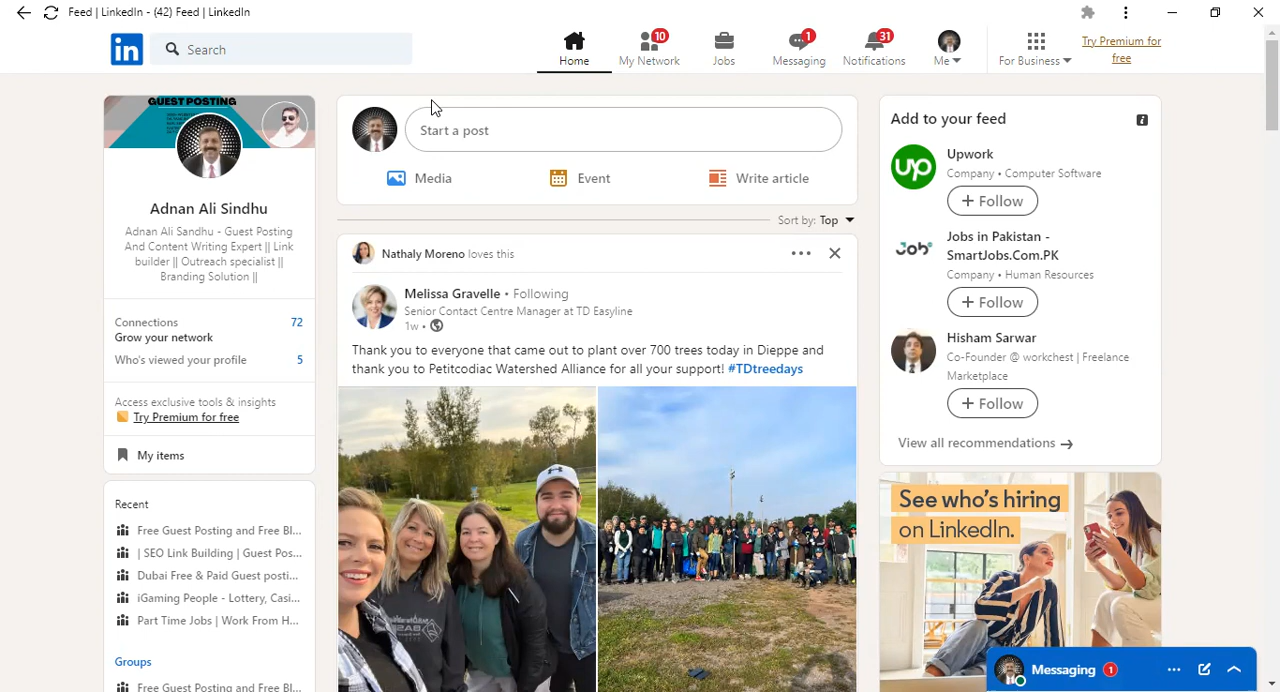 Feed | LinkedIn - (42) Feed | LinkedIn
in
Search
Home
10
My Network
Jobs
1
Messaging
31
Notifications
Me
For Business
Try Premium for
free
GUEST POSTING
Adnan Ali Sindhu
Adnan Ali Sandhu - Guest Posting
And Content Writing Expert || Link
builder || Outreach specialist ||
Branding Solution ||
Connections 72
Grow your network
Who's viewed your profile 5
Access exclusive tools & insights
Try Premium for free
My items
Recent
Free Guest Posting and Free Bl...
| SEO Link Building | Guest Pos...
Dubai Free & Paid Guest posti...
iGaming People - Lottery, Casi...
Part Time Jobs | Work From H...
Groups
Free Guest Posting and Free Bl...
Start a post
Media
Event
Write article
Sort by: Top
Nathaly Moreno loves this
Melissa Gravelle • Following
Senior Contact Centre Manager at TD Easyline
1w •
Thank you to everyone that came out to plant over 700 trees today in Dieppe and
thank you to Petitcodiac Watershed Alliance for all your support! #TDtreedays
Add to your feed
up
Upwork
Company • Computer Software
+ Follow
Job
Jobs in Pakistan -
SmartJobs.Com.PK
Company • Human Resources
+ Follow
Hisham Sarwar
Co-Founder @ workchest | Freelance
Marketplace
+ Follow
View all recommendations →
See who's hiring
on LinkedIn.
Messaging 1